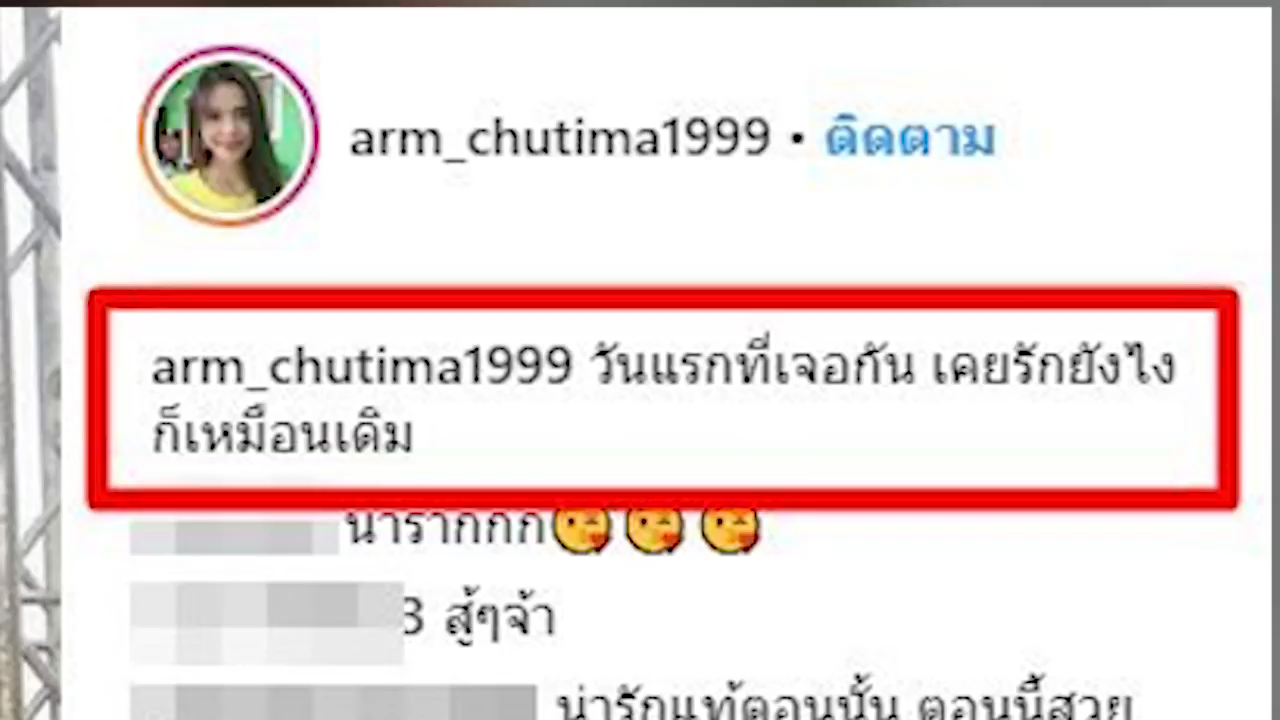 arm_chutima1999 • ติดตาม
arm_chutima1999 วันแรกที่เจอกัน เคยรักยังไง
ก็เหมือนเดิม
น่ารากกก😘😘😘
3 สู้ๆจ้า
น่ารักแท้ตอนนั้น ตอนนี้สวย